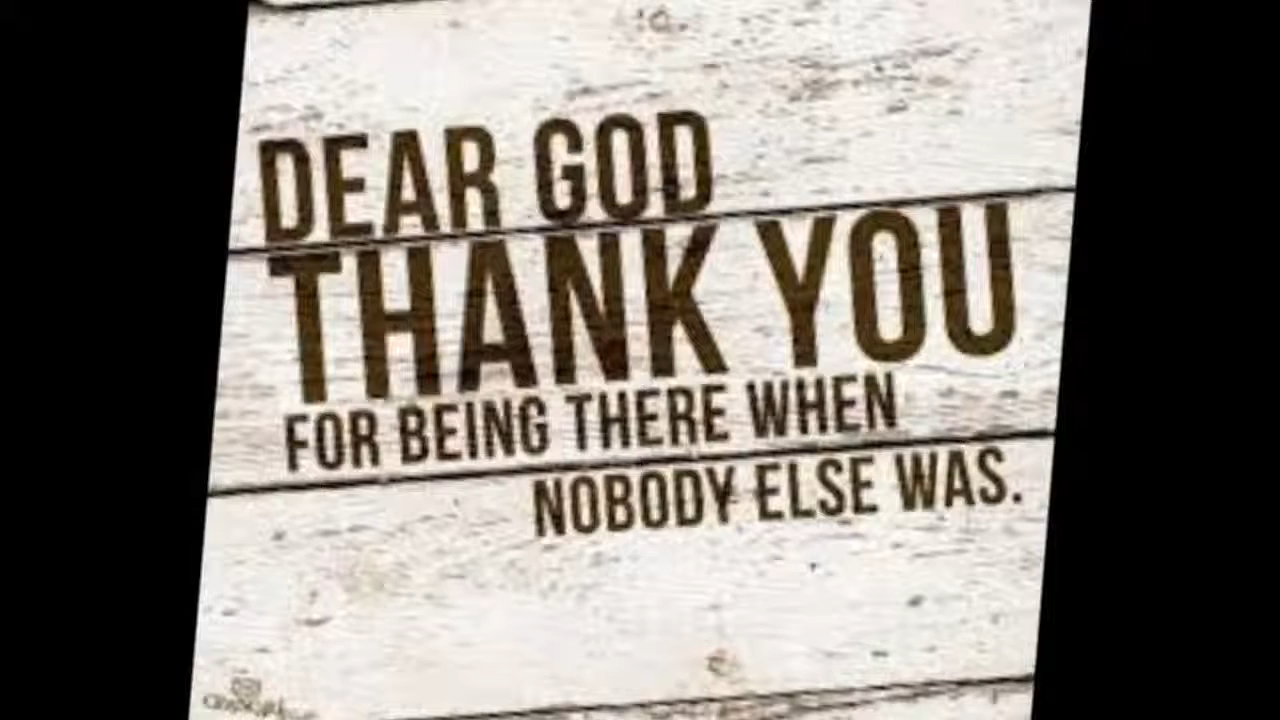 DEAR GOD
THANK YOU
FOR BEING THERE WHEN
NOBODY ELSE WAS.